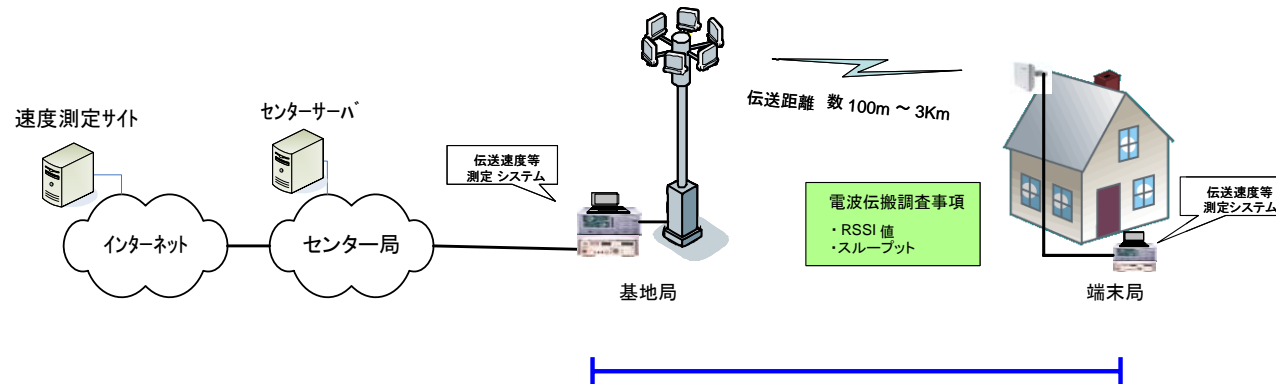 速度測定サイト
センターサーバ
伝送距離 数 100m ~ 3Km
伝送速度等
測定 システム
インターネット
センター局
電波伝搬調査事項
・RSSI 値
・スループット
伝送速度等
測定システム
基地局
端末局